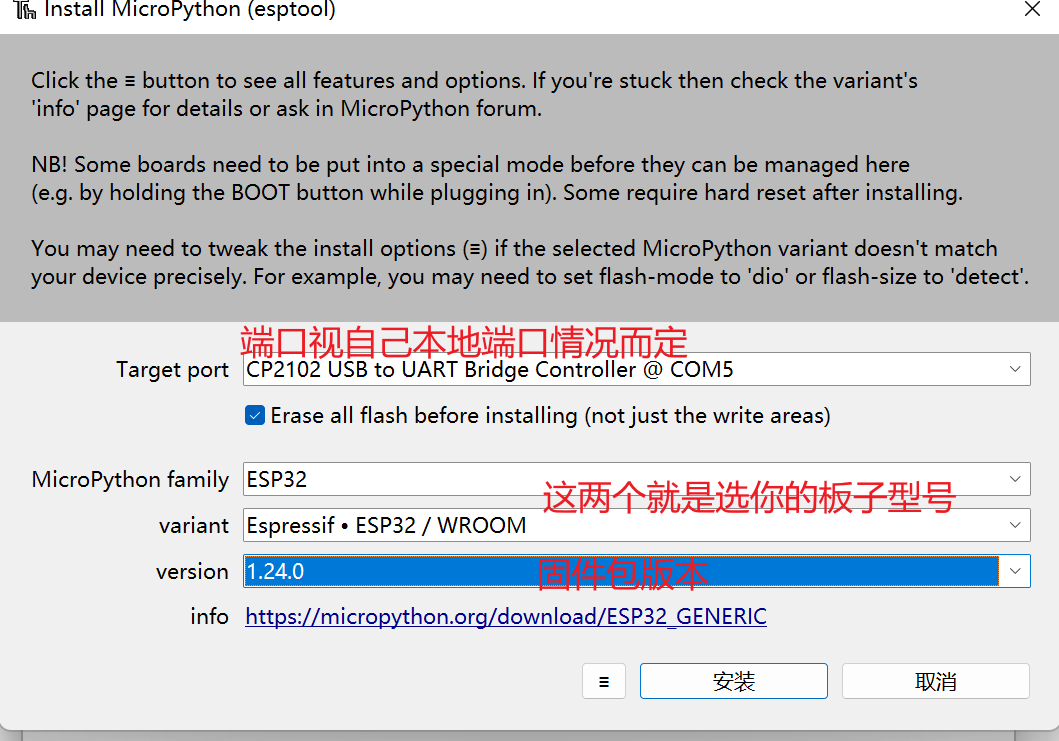 Install MicroPython (esptool)
Click the ≡ button to see all features and options. If you're stuck then check the variant's
'info' page for details or ask in MicroPython forum.
NB! Some boards need to be put into a special mode before they can be managed here
(e.g. by holding the BOOT button while plugging in). Some require hard reset after installing.
You may need to tweak the install options (≡) if the selected MicroPython variant doesn't match
your device precisely. For example, you may need to set flash-mode to 'dio' or flash-size to 'detect'.
端口视自己本地端口情况而定
Target port CP2102 USB to UART Bridge Controller @ COM5
Erase all flash before installing (not just the write areas)
MicroPython family ESP32
这两个就是选你的板子型号
variant Espressif • ESP32 / WROOM
version 1.24.0 固件包版本
info https://micropython.org/download/ESP32_GENERIC
≡ 安装 取消